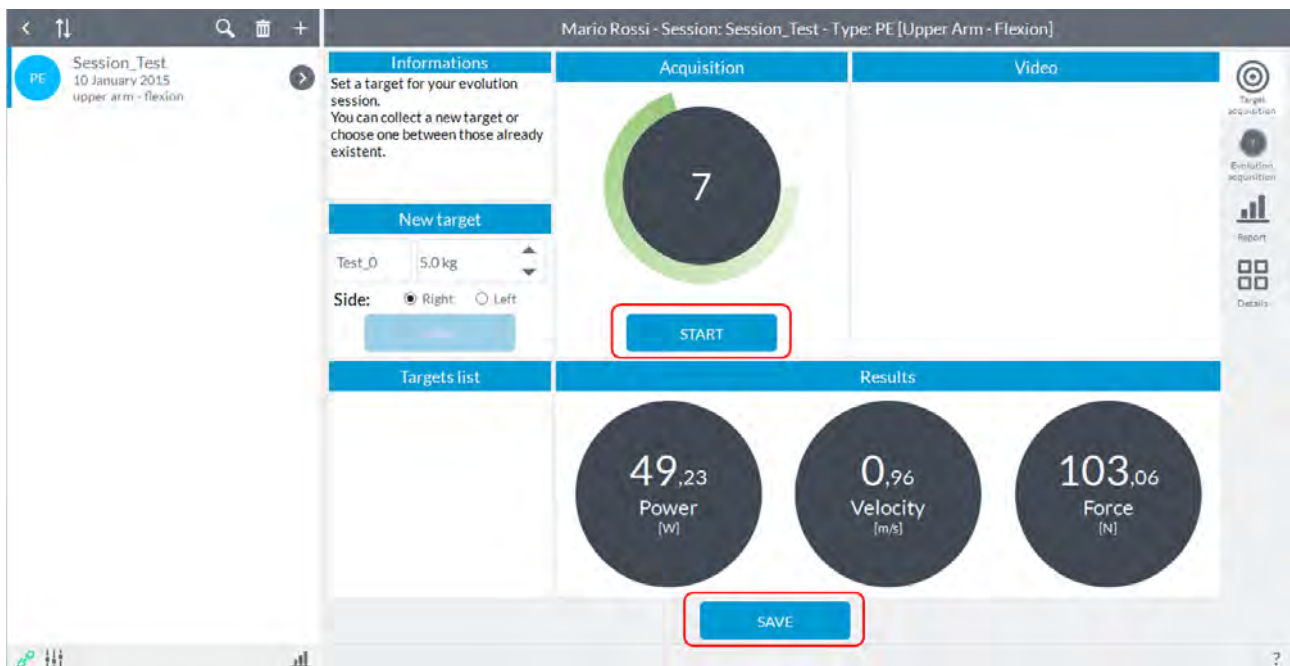 Mario Rossi - Session: Session_Test - Type: PE [Upper Arm - Flexion]
PE
Session_Test
10 January 2015
upper arm - flexion
Informations
Set a target for your evolution
session.
You can collect a new target or
choose one between those already
existent.
New target
Test_0
5.0 kg
Side:
Right
Left
Targets list
Acquisition
7
START
Video
Results
49,23
Power
[W]
0,96
Velocity
[m/s]
103,06
Force
[N]
SAVE
Target
acquisition
Evolution
acquisition
Report
Details
?